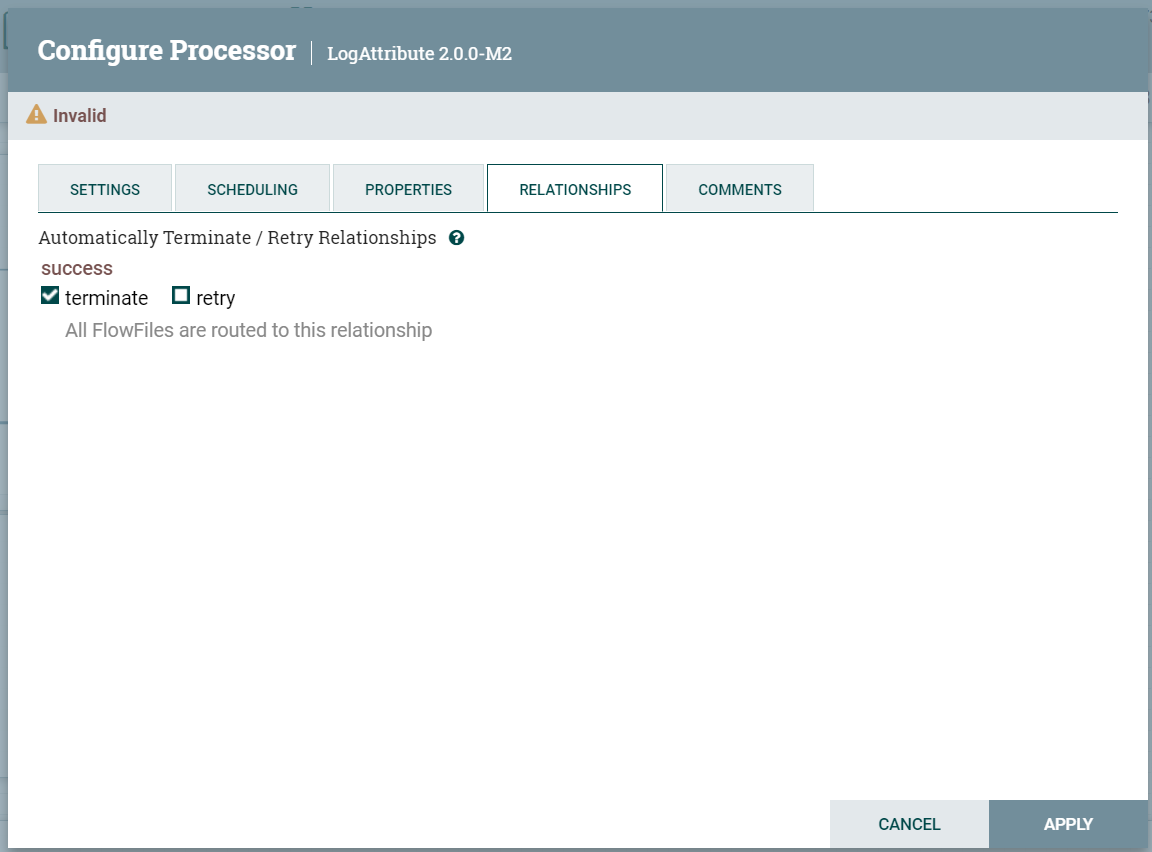 Configure Processor LogAttribute 2.0.0-M2
Invalid
SETTINGS SCHEDULING PROPERTIES RELATIONSHIPS COMMENTS
Automatically Terminate / Retry Relationships
success
terminate retry
All FlowFiles are routed to this relationship
CANCEL APPLY